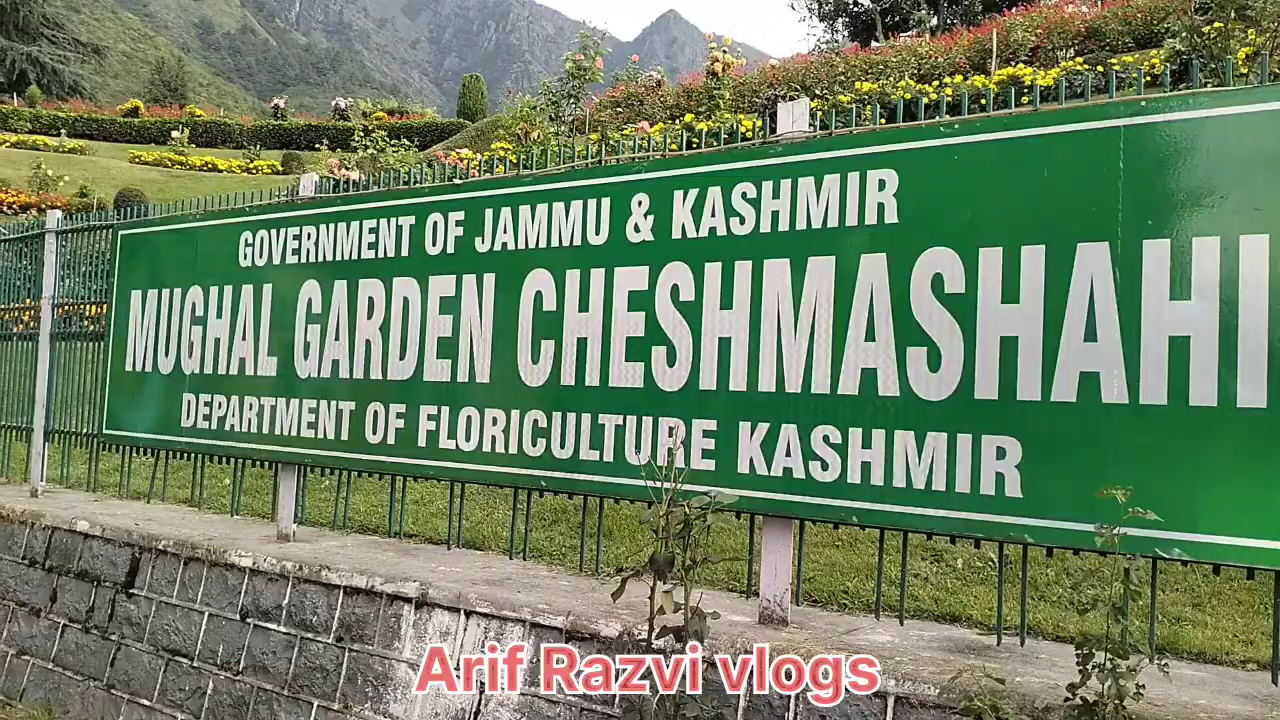 GOVERNMENT OF JAMMU & KASHMIR
MUGHAL GARDEN CHESHMASHAHI
DEPARTMENT OF FLORICULTURE KASHMIR
Arif Razvi vlogs